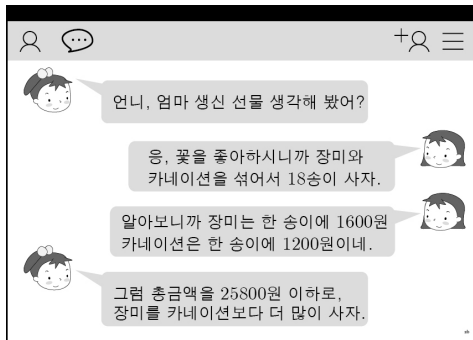 언니, 엄마 생신 선물 생각해 봤어?
응, 꽃을 좋아하시니까 장미와
카네이션을 섞어서 18송이 사자.
알아보니까 장미는 한 송이에 1600원
카네이션은 한 송이에 1200원이네.
그럼 총금액을 25800원 이하로,
장미를 카네이션보다 더 많이 사자.